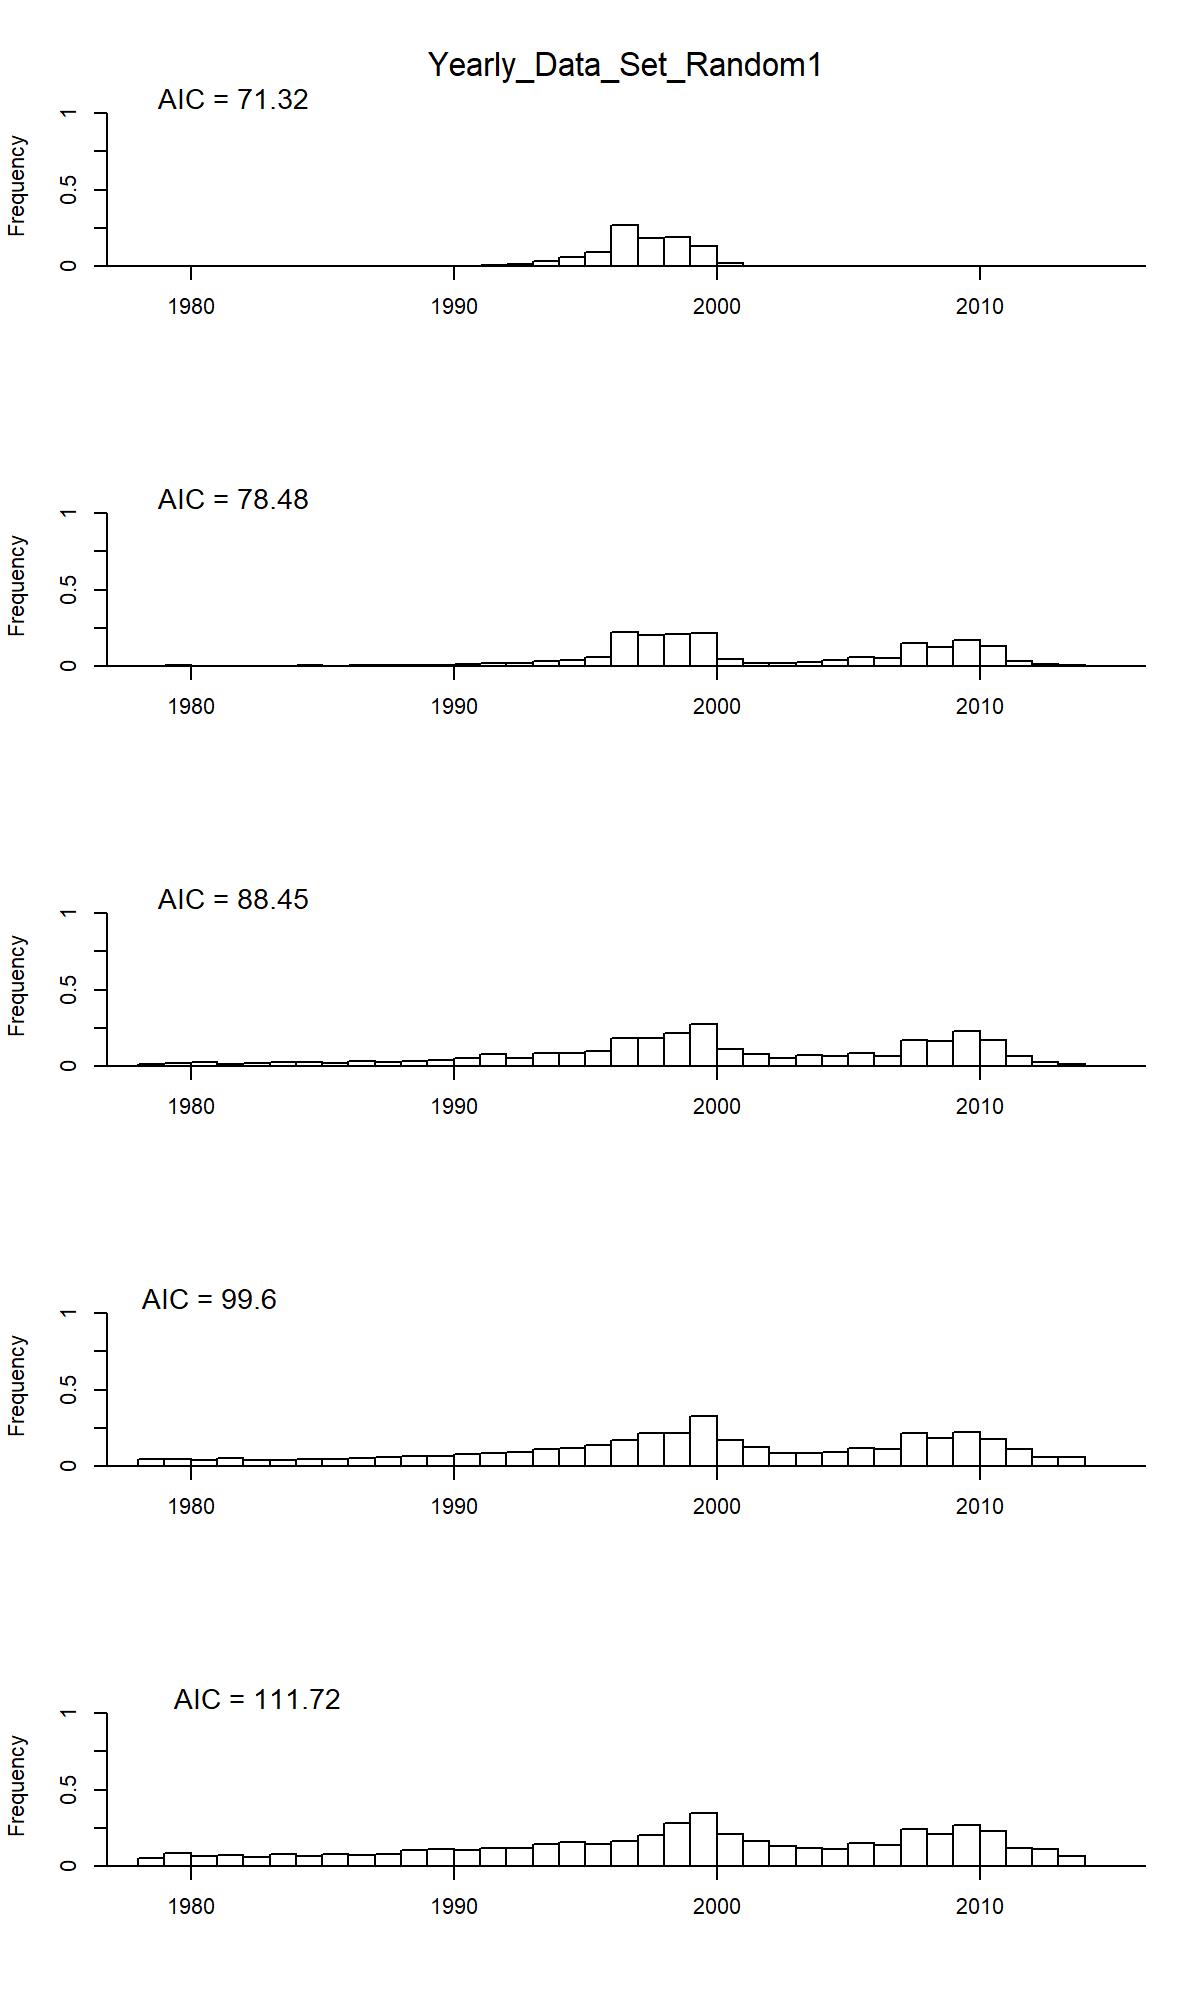 Yearly_Data_Set_Random1
AIC = 71.32
Frequency
1
0.5
0
1980 1990 2000 2010
AIC = 78.48
Frequency
1
0.5
0
1980 1990 2000 2010
AIC = 88.45
Frequency
1
0.5
0
1980 1990 2000 2010
AIC = 99.6
Frequency
1
0.5
0
1980 1990 2000 2010
AIC = 111.72
Frequency
1
0.5
0
1980 1990 2000 2010